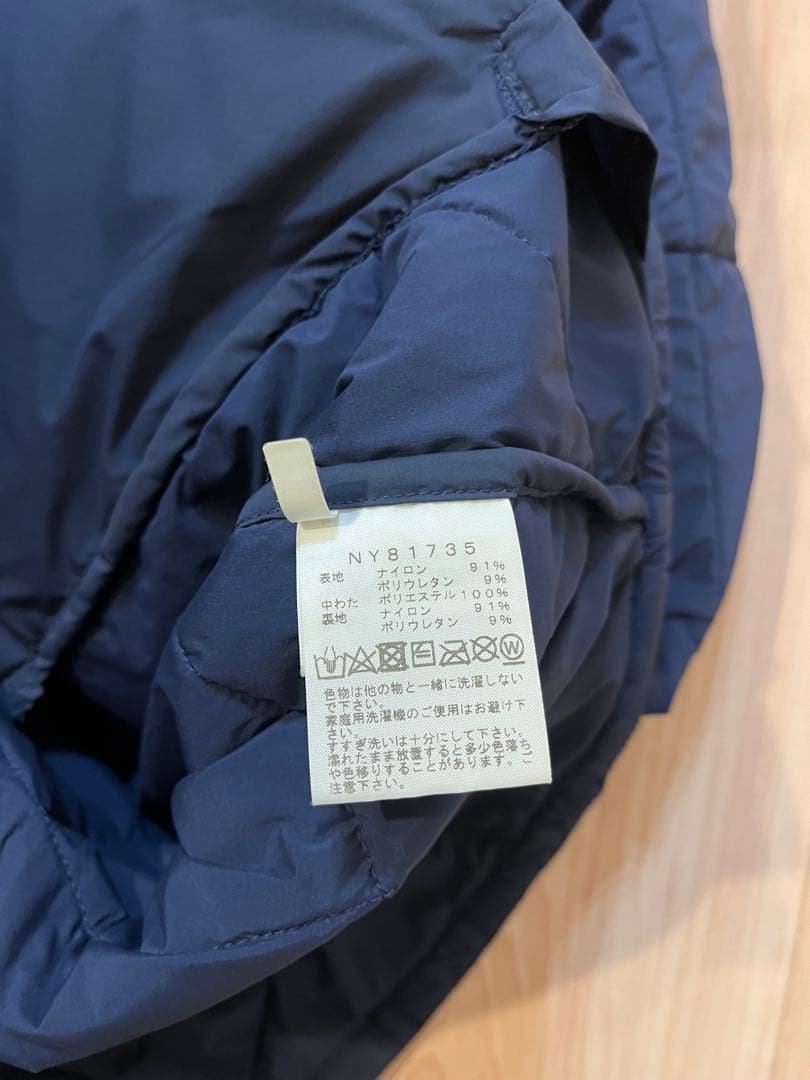 NY81735
表地 ナイロン 91%
ポリウレタン 9%
中わた ポリエステル100%
裏地 ナイロン 91%
ポリウレタン 9%
色物は他の物と一緒に洗濯しない
で下さい。
家庭用洗濯機のご使用はお避け下
さい。
すすぎ洗いは十分にして下さい。
濡れたまま放置すると多少色落ち
や色移りすることがあります。ご
注意下さい。